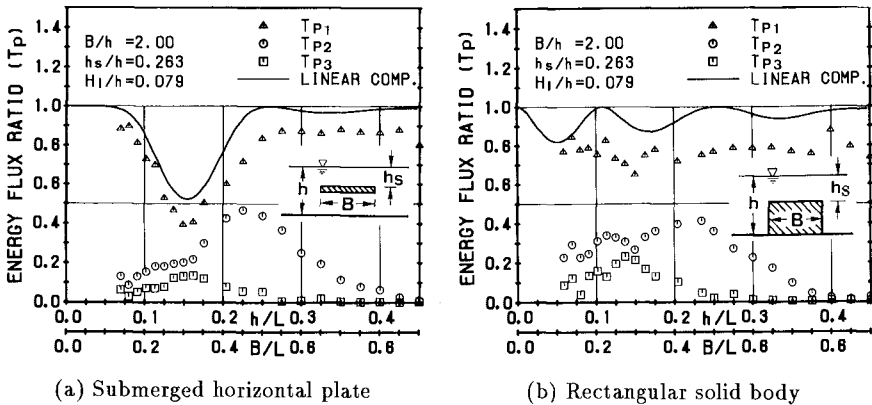 1.4
1.2
1.0
0.8
0.6
0.4
0.2
0.0
ENERGY FLUX RATIO (Tp)
B/h =2.00
hs/h=0.263
HI/h=0.079
TP1
TP2
TP3
LINEAR COMP.
hs
h
B
0.0 0.1 0.2 0.3 0.4
h/L
0.0 0.2 0.4 0.6
B/L
(a) Submerged horizontal plate
1.4
1.2
1.0
0.8
0.6
0.4
0.2
0.0
ENERGY FLUX RATIO (Tp)
B/h =2.00
hs/h=0.263
HI/h=0.079
TP1
TP2
TP3
LINEAR COMP.
hs
h
B
0.0 0.1 0.2 0.3 0.4
h/L
0.0 0.2 0.4 0.6
B/L
(b) Rectangular solid body